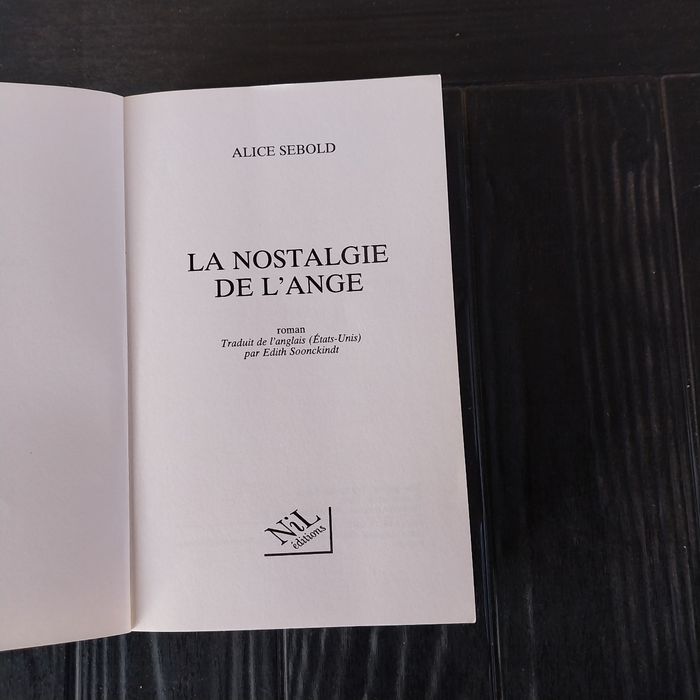 ALICE SEBOLD
LA NOSTALGIE
DE L'ANGE
roman
Traduit de l'anglais (États-Unis)
par Edith Soonckindt
NiL
éditions